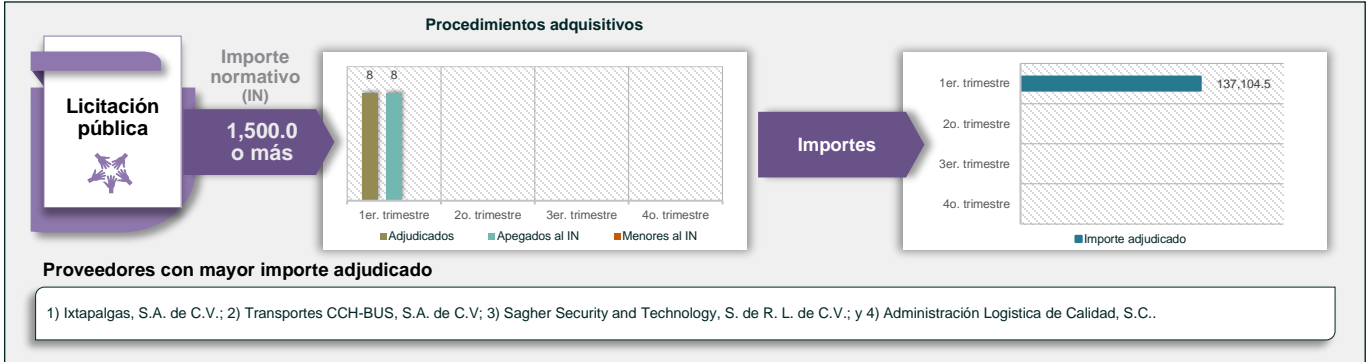 Procedimientos adquisitivos
Licitación
pública
Importe
normativo
(IN)
1,500.0
o más
8 8
1er. trimestre 2o. trimestre 3er. trimestre 4o. trimestre
Adjudicados Apegados al IN Menores al IN
Importes
1er. trimestre 137,104.5
2o. trimestre
3er. trimestre
4o. trimestre
Importe adjudicado
Proveedores con mayor importe adjudicado
1) Ixtapalgas, S.A. de C.V.; 2) Transportes CCH-BUS, S.A. de C.V; 3) Sagher Security and Technology, S. de R. L. de C.V.; y 4) Administración Logistica de Calidad, S.C..